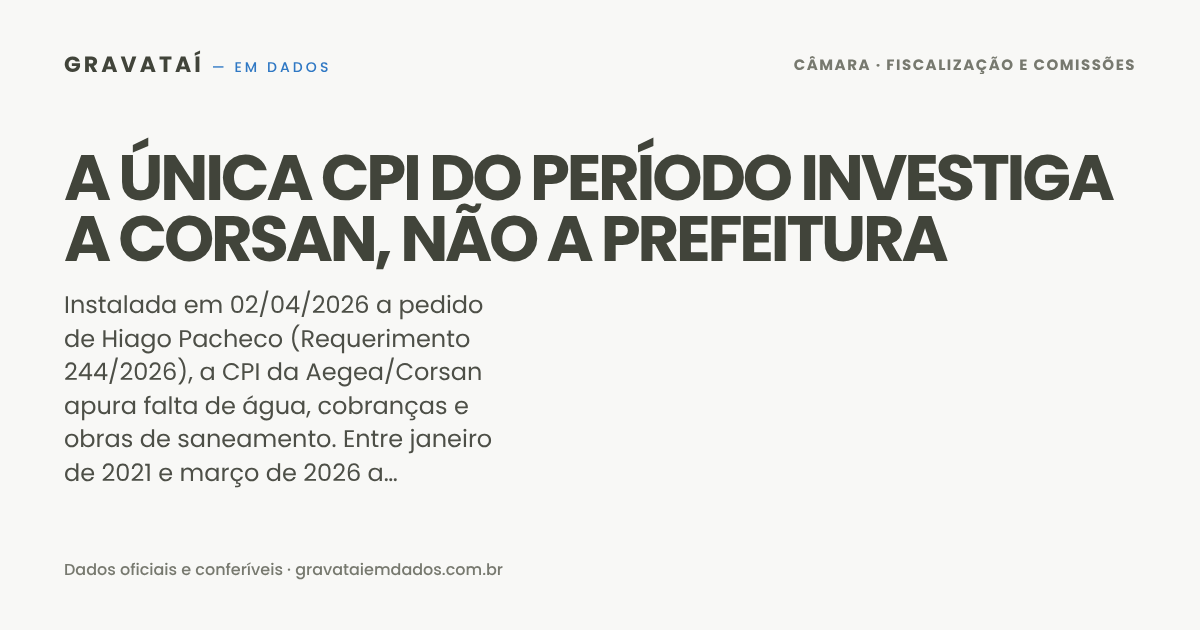 GRAVATAÍ — EM DADOS
CÂMARA · FISCALIZAÇÃO E COMISSÕES
A ÚNICA CPI DO PERÍODO INVESTIGA
A CORSAN, NÃO A PREFEITURA
Instalada em 02/04/2026 a pedido
de Hiago Pacheco (Requerimento
244/2026), a CPI da Aegea/Corsan
apura falta de água, cobranças e
obras de saneamento. Entre janeiro
de 2021 e março de 2026 a...
Dados oficiais e conferíveis · gravataiemdados.com.br